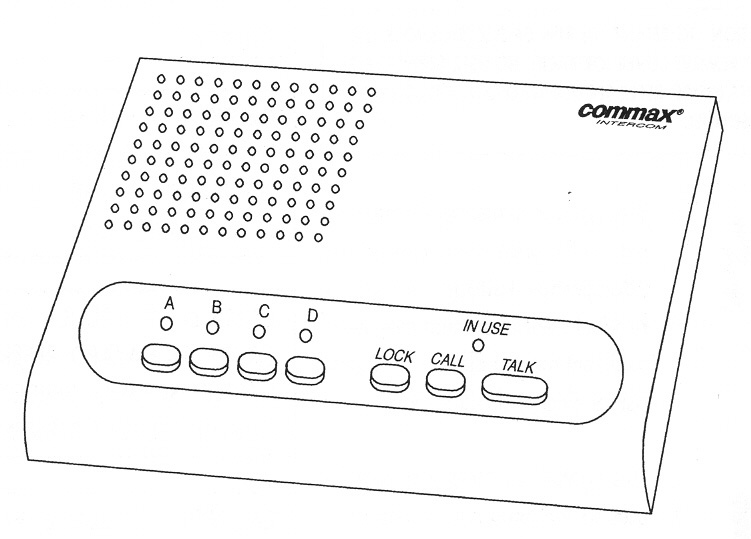 commax®
INTERCOM
A B C D
IN USE
LOCK CALL TALK